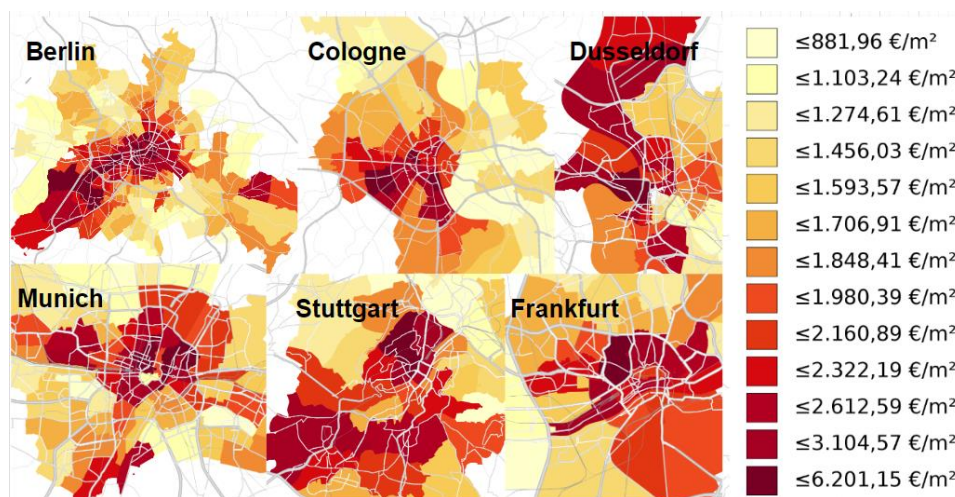 Berlin
Cologne
Dusseldorf
Munich
Stuttgart
Frankfurt
≤881,96 €/m²
≤1.103,24 €/m²
≤1.274,61 €/m²
≤1.456,03 €/m²
≤1.593,57 €/m²
≤1.706,91 €/m²
≤1.848,41 €/m²
≤1.980,39 €/m²
≤2.160,89 €/m²
≤2.322,19 €/m²
≤2.612,59 €/m²
≤3.104,57 €/m²
≤6.201,15 €/m²